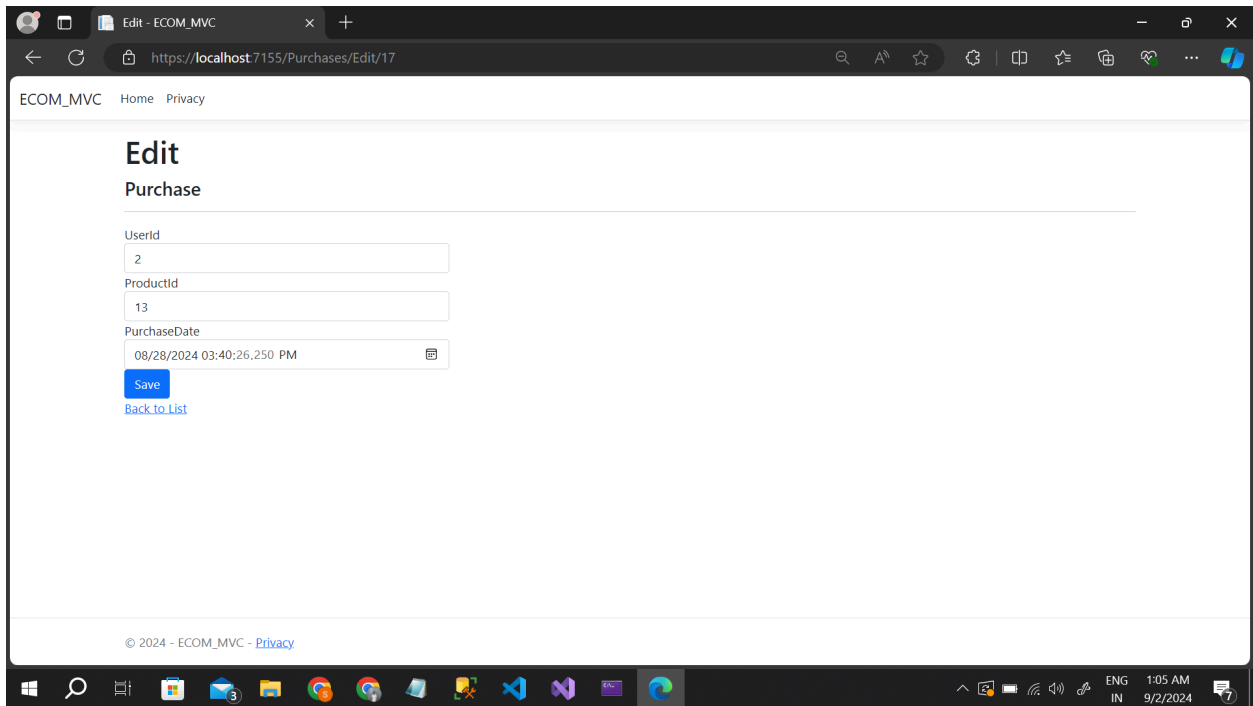 Edit - ECOM_MVC
https://localhost:7155/Purchases/Edit/17
ECOM_MVC Home Privacy
Edit
Purchase
UserId
2
ProductId
13
PurchaseDate
08/28/2024 03:40:26.250 PM
Save
Back to List
© 2024 - ECOM_MVC - Privacy
3
ENG
IN
1:05 AM
9/2/2024
7